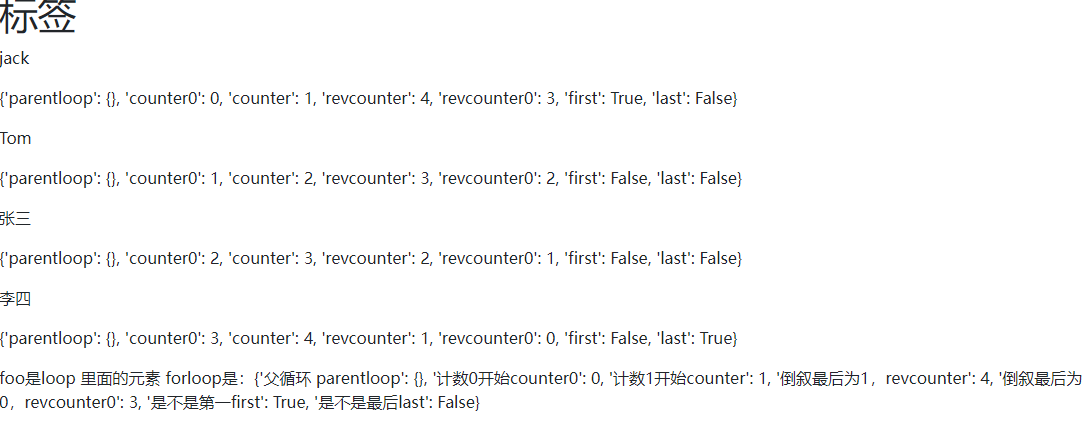 标签
jack
{'parentloop': {}, 'counter0': 0, 'counter': 1, 'revcounter': 4, 'revcounter0': 3, 'first': True, 'last': False}
Tom
{'parentloop': {}, 'counter0': 1, 'counter': 2, 'revcounter': 3, 'revcounter0': 2, 'first': False, 'last': False}
张三
{'parentloop': {}, 'counter0': 2, 'counter': 3, 'revcounter': 2, 'revcounter0': 1, 'first': False, 'last': False}
李四
{'parentloop': {}, 'counter0': 3, 'counter': 4, 'revcounter': 1, 'revcounter0': 0, 'first': False, 'last': True}
foo是loop 里面的元素 forloop是：{'父循环 parentloop': {}, '计数0开始counter0': 0, '计数1开始counter': 1, '倒叙最后为1，revcounter': 4, '倒叙最后为
0，revcounter0': 3, '是不是第一first': True, '是不是最后last': False}